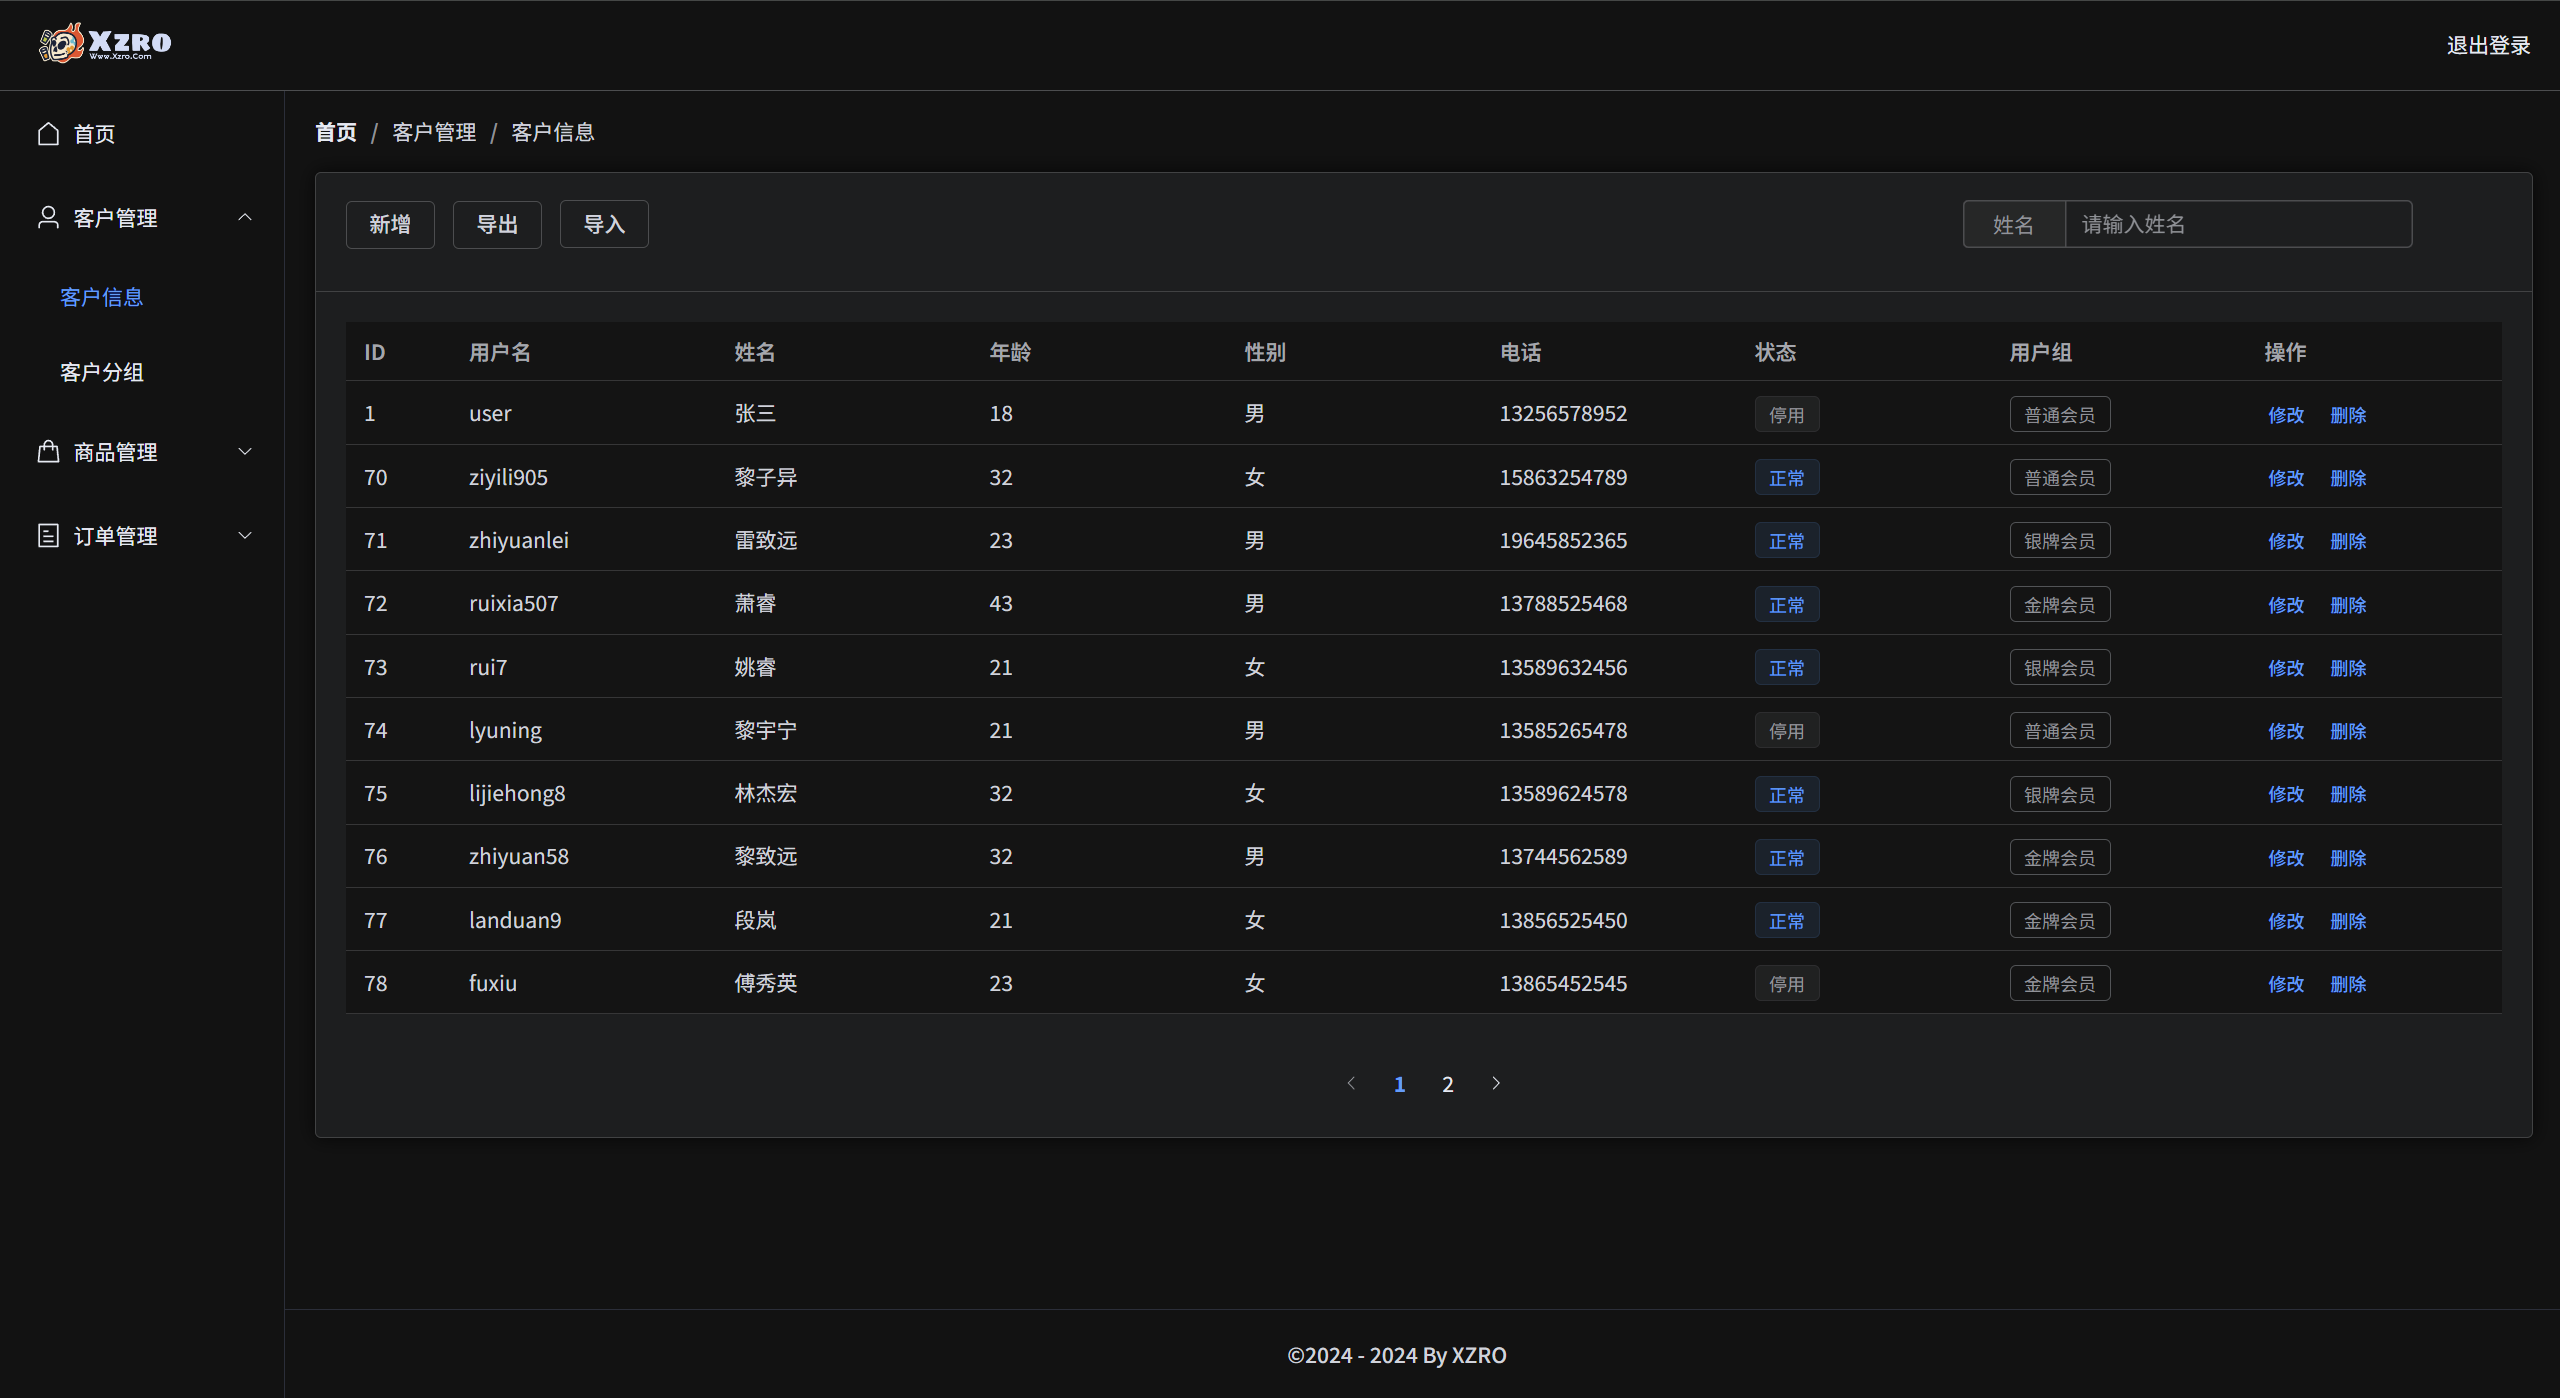 XZRO
Www.Xzro.Com
退出登录
首页
客户管理
客户信息
客户分组
商品管理
订单管理
首页 / 客户管理 / 客户信息
新增 导出 导入 姓名 请输入姓名
ID 用户名 姓名 年龄 性别 电话 状态 用户组 操作
1 user 张三 18 男 13256578952 停用 普通会员 修改 删除
70 ziyili905 黎子异 32 女 15863254789 正常 普通会员 修改 删除
71 zhiyuanlei 雷致远 23 男 19645852365 正常 银牌会员 修改 删除
72 ruixia507 萧睿 43 男 13788525468 正常 金牌会员 修改 删除
73 rui7 姚睿 21 女 13589632456 正常 银牌会员 修改 删除
74 lyuning 黎宇宁 21 男 13585265478 停用 普通会员 修改 删除
75 lijiehong8 林杰宏 32 女 13589624578 正常 银牌会员 修改 删除
76 zhiyuan58 黎致远 32 男 13744562589 正常 金牌会员 修改 删除
77 landuan9 段岚 21 女 13856525450 正常 金牌会员 修改 删除
78 fuxiu 傅秀英 23 女 13865452545 停用 金牌会员 修改 删除
1 2
©2024 - 2024 By XZRO